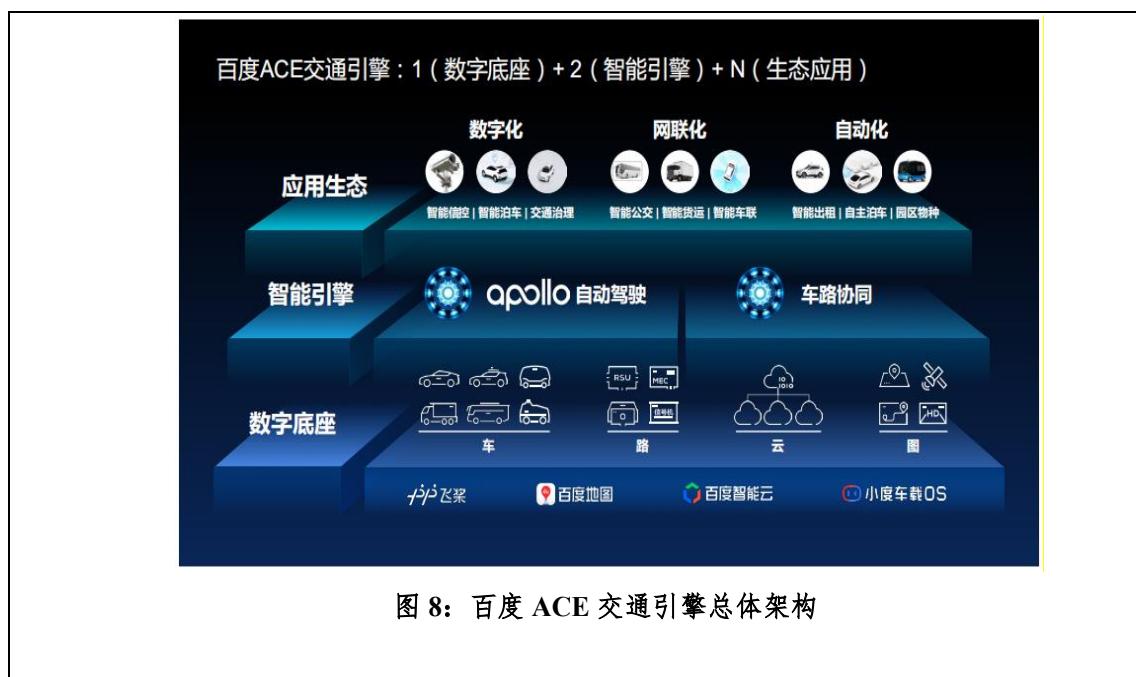 百度ACE交通引擎：1（数字底座）+ 2（智能引擎）+ N（生态应用）
数字化 网联化 自动化
应用生态
智能信控 | 智能泊车 | 交通治理 智能公交 | 智能货运 | 智能车联 智能出租 | 自主泊车 | 园区物种
智能引擎 apollo 自动驾驶 车路协同
RSU MEC 10 1010
信号机 HD
数字底座
车 路 云 图
飞桨 百度地图 百度智能云 小度车载OS
图 8：百度 ACE 交通引擎总体架构